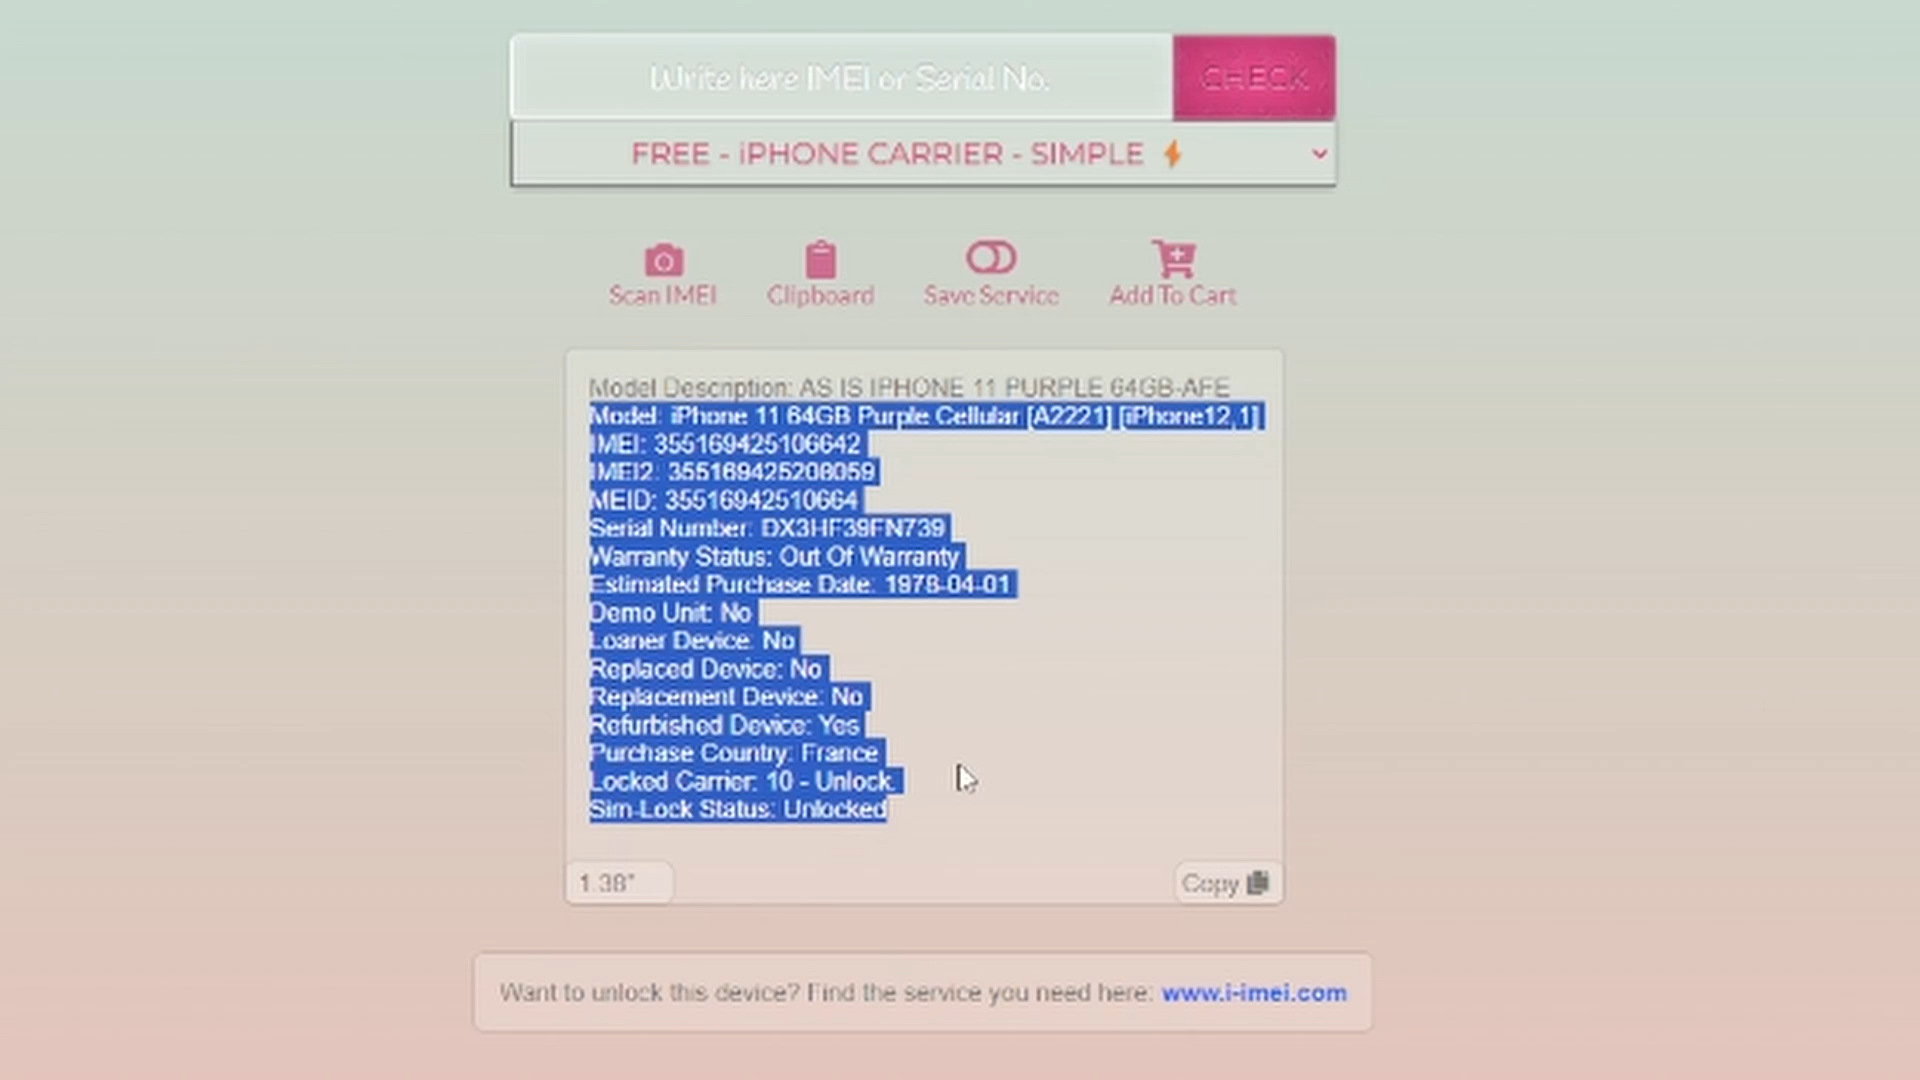 Write here IMEI or Serial No.
CHECK
FREE - iPHONE CARRIER - SIMPLE
Scan IMEI
Clipboard
Save Service
Add To Cart
Model Description: AS IS IPHONE 11 PURPLE 64GB-AFE
Model: iPhone 11 64GB Purple Cellular [A2221] [iPhone12,1]
IMEI: 355169425106642
IMEI2: 355169425208059
MEID: 35516942510664
Serial Number: DX3HF39FN739
Warranty Status: Out Of Warranty
Estimated Purchase Date: 1978-04-01
Demo Unit: No
Loaner Device: No
Replaced Device: No
Replacement Device: No
Refurbished Device: Yes
Purchase Country: France
Locked Carrier: 10 - Unlock.
Sim-Lock Status: Unlocked
1.38"
Copy
Want to unlock this device? Find the service you need here: www.i-imei.com